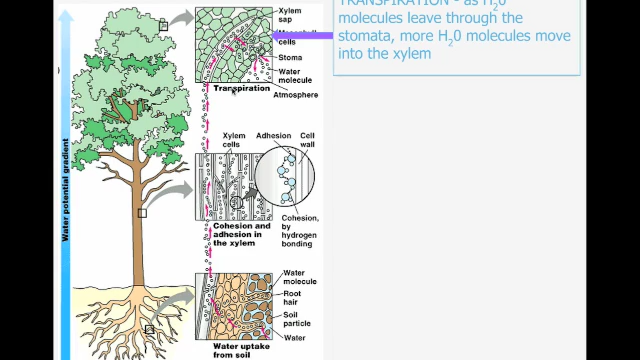 TRANSPIRATION - as H20
molecules leave through the
stomata, more H20 molecules move
into the xylem
Xylem
sap
Mesophyll
cells
Stoma
Water
molecule
Atmosphere
Transpiration
Water potential gradient
Xylem
cells
Adhesion
Cell
wall
Cohesion,
by
hydrogen
bonding
Cohesion and
adhesion in
the xylem
Water
molecule
Root
hair
Soil
particle
Water
Water uptake
from soil